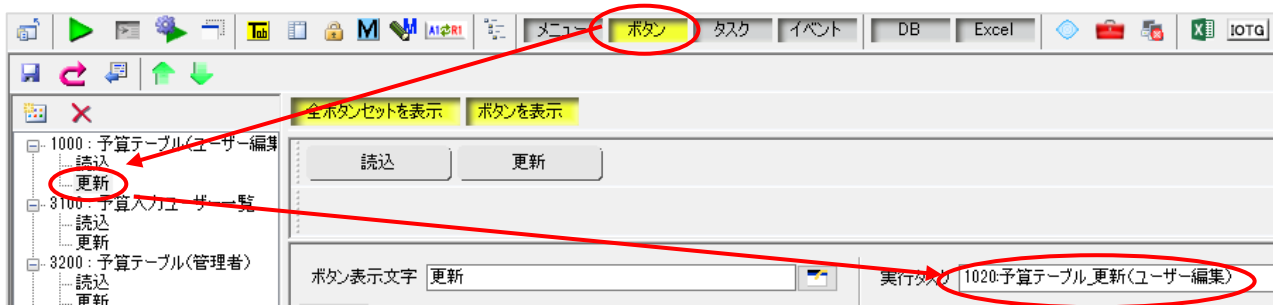 Tab M A1⇄R1 メニュー ボタン タスク イベント DB Excel IOTG
全ボタンセットを表示 ボタンを表示
1000：予算テーブル(ユーザー編集
読込
更新
3100：予算入力ユーザー一覧
読込
更新
3200：予算テーブル(管理者)
読込
更新
読込 更新
ボタン表示文字 更新
実行タスク 1020:予算テーブル_更新(ユーザー編集)